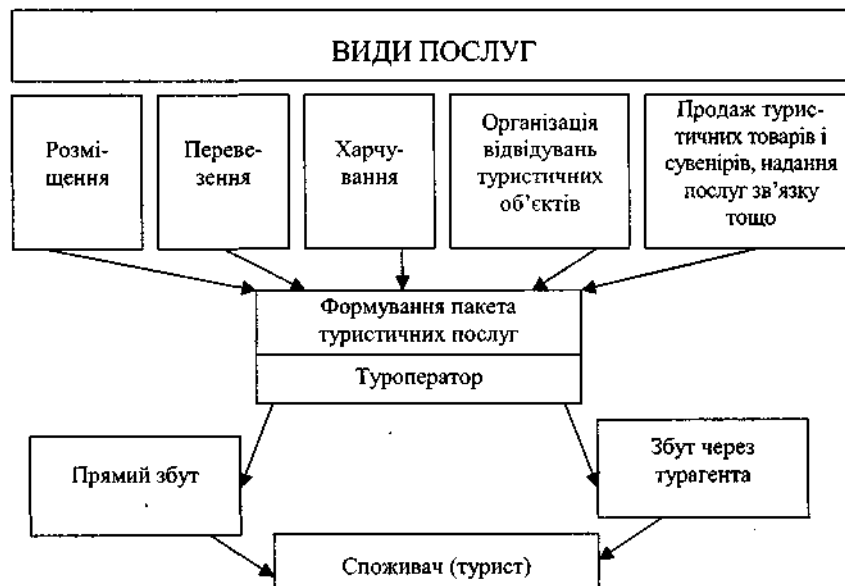 ВИДИ ПОСЛУГ
Розмі-
щення
Переве-
зення
Харчу-
вання
Організація
відвідувань
туристичних
об’єктів
Продаж турис-
тичних товарів і
сувенірів, надання
послуг зв’язку
тощо
Формування пакета
туристичних послуг
Туроператор
Прямий збут
Збут через
турагента
Споживач (турист)